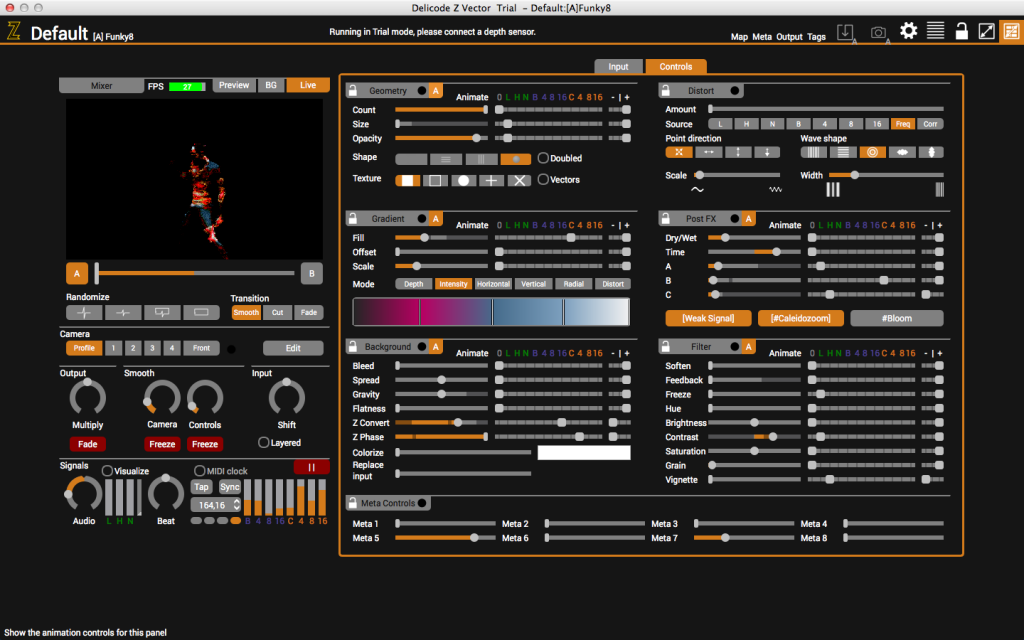 Delicode Z Vector Trial - Default:[A]Funky8
Z Default [A] Funky8
Running in Trial mode, please connect a depth sensor.
Map Meta Output Tags
A A
Input Controls
Mixer FPS 27 Preview BG Live
A B
Randomize
Transition
Smooth Cut Fade
Camera
Profile 1 2 3 4 Front Edit
Output Smooth Input
Multiply Camera Controls Shift
Fade Freeze Freeze Layered
Signals Visualize MIDI clock
Tap Sync
164,16
Audio L H N Beat B 4 8 16 C 4 8 16
Geometry A
Animate 0 L H N B 4 8 16 C 4 8 16 - | +
Count
Size
Opacity
Shape Doubled
Texture Vectors
Distort
Amount
Source L H N B 4 8 16 Freq Corr
Point direction Wave shape
Scale Width
Gradient A
Animate 0 L H N B 4 8 16 C 4 8 16 - | +
Fill
Offset
Scale
Mode Depth Intensity Horizontal Vertical Radial Distort
Post FX A
Animate 0 L H N B 4 8 16 C 4 8 16 - | +
Dry/Wet
Time
A
B
C
[Weak Signal] [#Caleidozoom] #Bloom
Background A
Animate 0 L H N B 4 8 16 C 4 8 16 - | +
Bleed
Spread
Gravity
Flatness
Z Convert
Z Phase
Colorize
Replace
input
Filter A
Animate 0 L H N B 4 8 16 C 4 8 16 - | +
Soften
Feedback
Freeze
Hue
Brightness
Contrast
Saturation
Grain
Vignette
Meta Controls
Meta 1 Meta 2 Meta 3 Meta 4
Meta 5 Meta 6 Meta 7 Meta 8
Show the animation controls for this panel